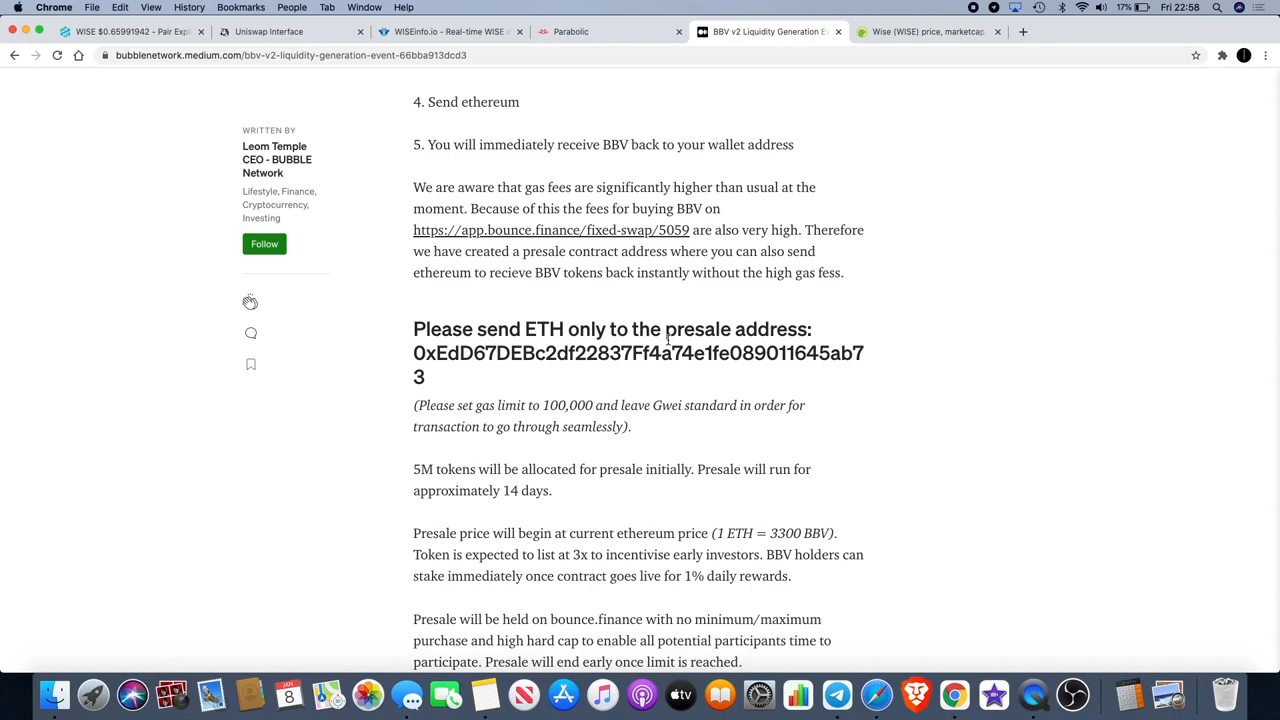 Chrome File Edit View History Bookmarks People Tab Window Help 17% Fri 22:58
WISE $0.65991942 - Pair Expl Uniswap Interface WISEinfo.io - Real-time WISE d Parabolic BBV v2 Liquidity Generation Ev Wise (WISE) price, marketcap,
bubblenetwork.medium.com/bbv-v2-liquidity-generation-event-66bba913dcd3
4. Send ethereum
WRITTEN BY
Leom Temple
CEO - BUBBLE
Network
Lifestyle, Finance,
Cryptocurrency,
Investing
Follow
5. You will immediately receive BBV back to your wallet address
We are aware that gas fees are significantly higher than usual at the
moment. Because of this the fees for buying BBV on
https://app.bounce.finance/fixed-swap/5059 are also very high. Therefore
we have created a presale contract address where you can also send
ethereum to recieve BBV tokens back instantly without the high gas fess.
Please send ETH only to the presale address:
0xEdD67DEBc2df22837Ff4a74e1fe089011645ab7
3
(Please set gas limit to 100,000 and leave Gwei standard in order for
transaction to go through seamlessly).
5M tokens will be allocated for presale initially. Presale will run for
approximately 14 days.
Presale price will begin at current ethereum price (1 ETH = 3300 BBV).
Token is expected to list at 3x to incentivise early investors. BBV holders can
stake immediately once contract goes live for 1% daily rewards.
Presale will be held on bounce.finance with no minimum/maximum
purchase and high hard cap to enable all potential participants time to
participate. Presale will end early once limit is reached.
JAN
8
tv